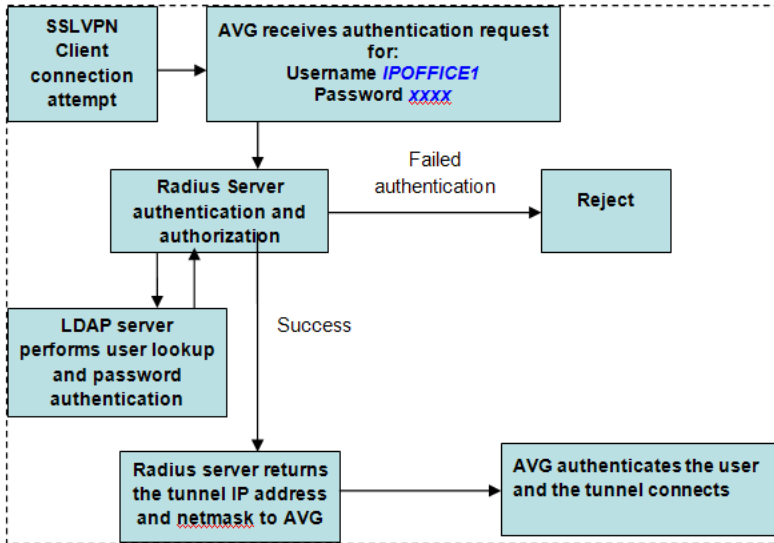 SSLVPN
Client
connection
attempt
AVG receives authentication request
for:
Username IPOFFICE1
Password xxxx
Radius Server
authentication and
authorization
Failed
authentication
Reject
LDAP server
performs user lookup
and password
authentication
Success
Radius server returns
the tunnel IP address
and netmask to AVG
AVG authenticates the user
and the tunnel connects